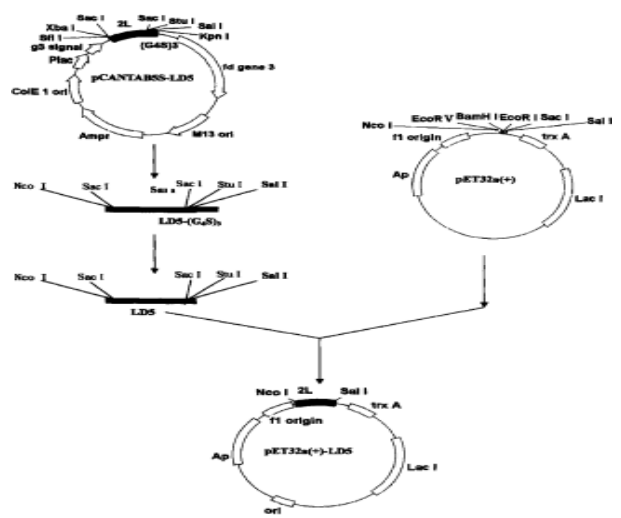 Sac I 2L Sac I Stu I
Xba I Sal I
Sfi I (G4S)3 Kpn I
g3 signal
Plac fd gene 3
pCANTAB5S-LD5
ColE 1 ori
Ampr M13 ori
EcoR V BamH I EcoR I Sac I
Nco I Sal I
f1 origin trx A
Ap pET32a(+)
Lac I
Nco I Sac I Sac I Stu I Sal I
LD5-(G4S)3
Nco I Sac I Sac I Stu I Sal I
LD5
Nco I 2L Sal I
trx A
f1 origin
Ap pET32a(+)-LD5
Lac I
ori